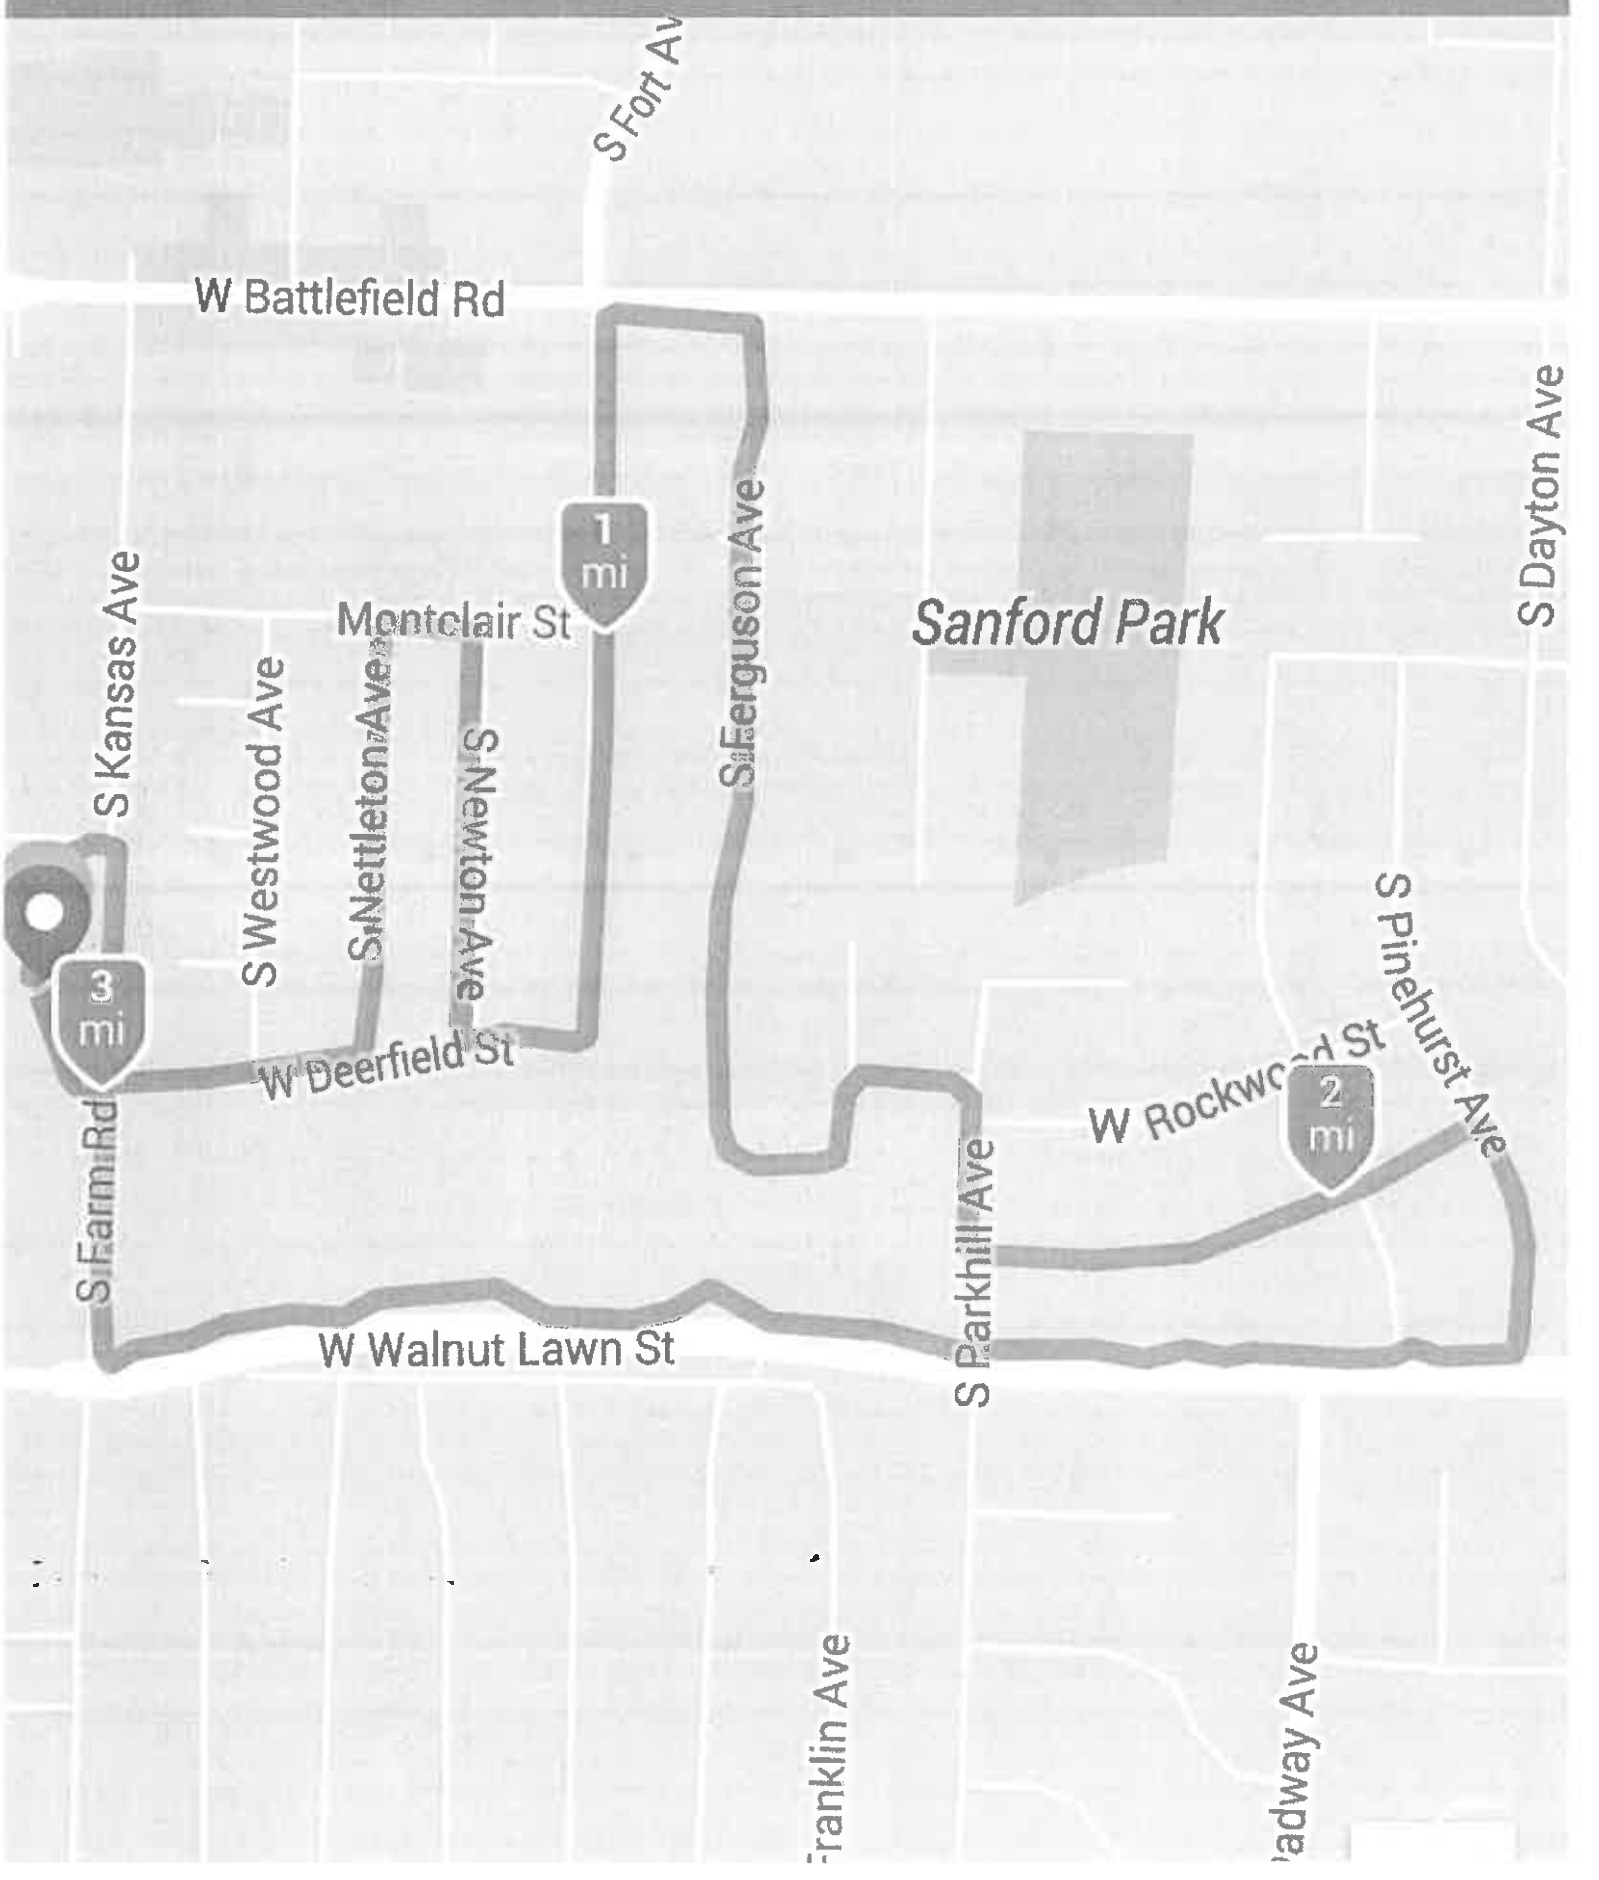 S Fort Av
W Battlefield Rd
S Dayton Ave
1
mi
S Ferguson Ave
S Kansas Ave
Montclair St
Sanford Park
S Westwood Ave
S Nettleton Ave
S Newton Ave
S Pinehurst Ave
3
mi
W Deerfield St
W Rockwood St
2
mi
S Farm Rd
S Parkhill Ave
W Walnut Lawn St
Franklin Ave
adway Ave